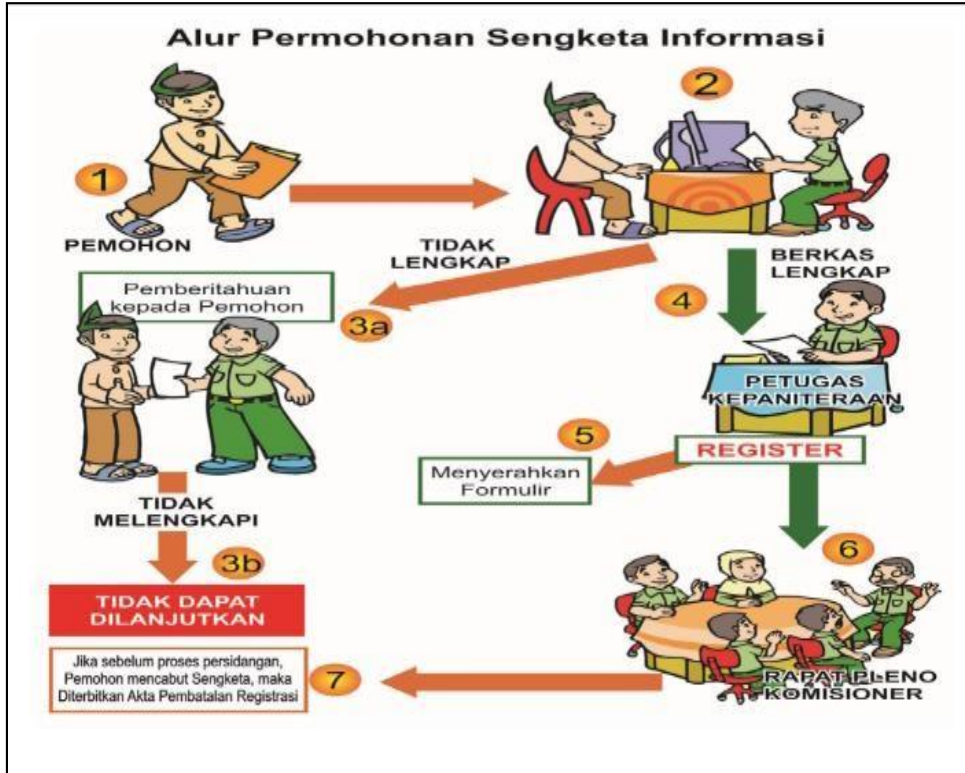 Alur Permohonan Sengketa Informasi
1
PEMOHON
2
TIDAK
LENGKAP
BERKAS
LENGKAP
Pemberitahuan
kepada Pemohon
3a
4
PETUGAS
KEPANITERAAN
REGISTER
5
Menyerahkan
Formulir
TIDAK
MELENGKAPI
3b
6
TIDAK DAPAT
DILANJUTKAN
Jika sebelum proses persidangan,
Pemohon mencabut Sengketa, maka
Diterbitkan Akta Pembatalan Registrasi
7
RAPAT PLENO
KOMISIONER